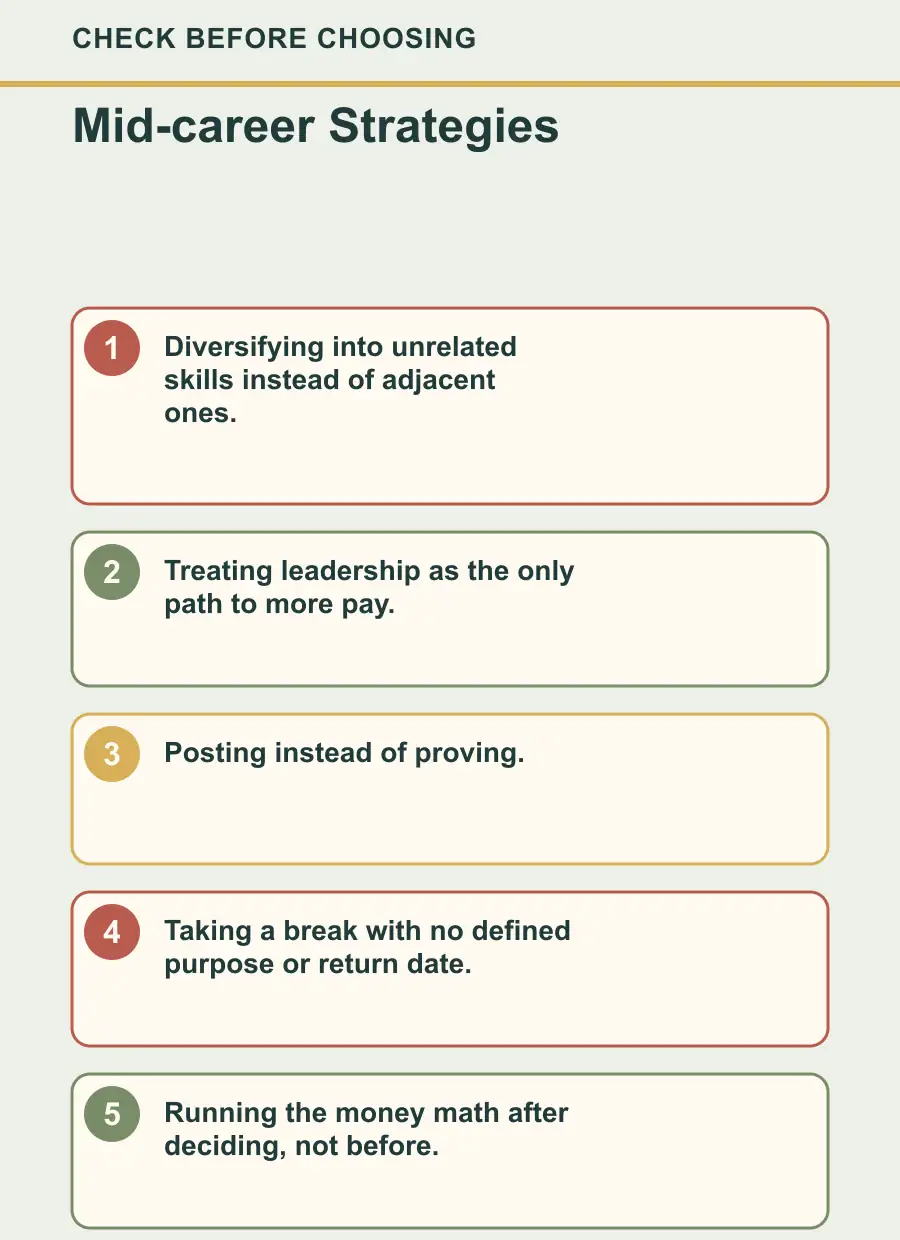 CHECK BEFORE CHOOSING
Mid-career Strategies
1
Diversifying into unrelated
skills instead of adjacent
ones.
2
Treating leadership as the only
path to more pay.
3
Posting instead of proving.
4
Taking a break with no defined
purpose or return date.
5
Running the money math after
deciding, not before.